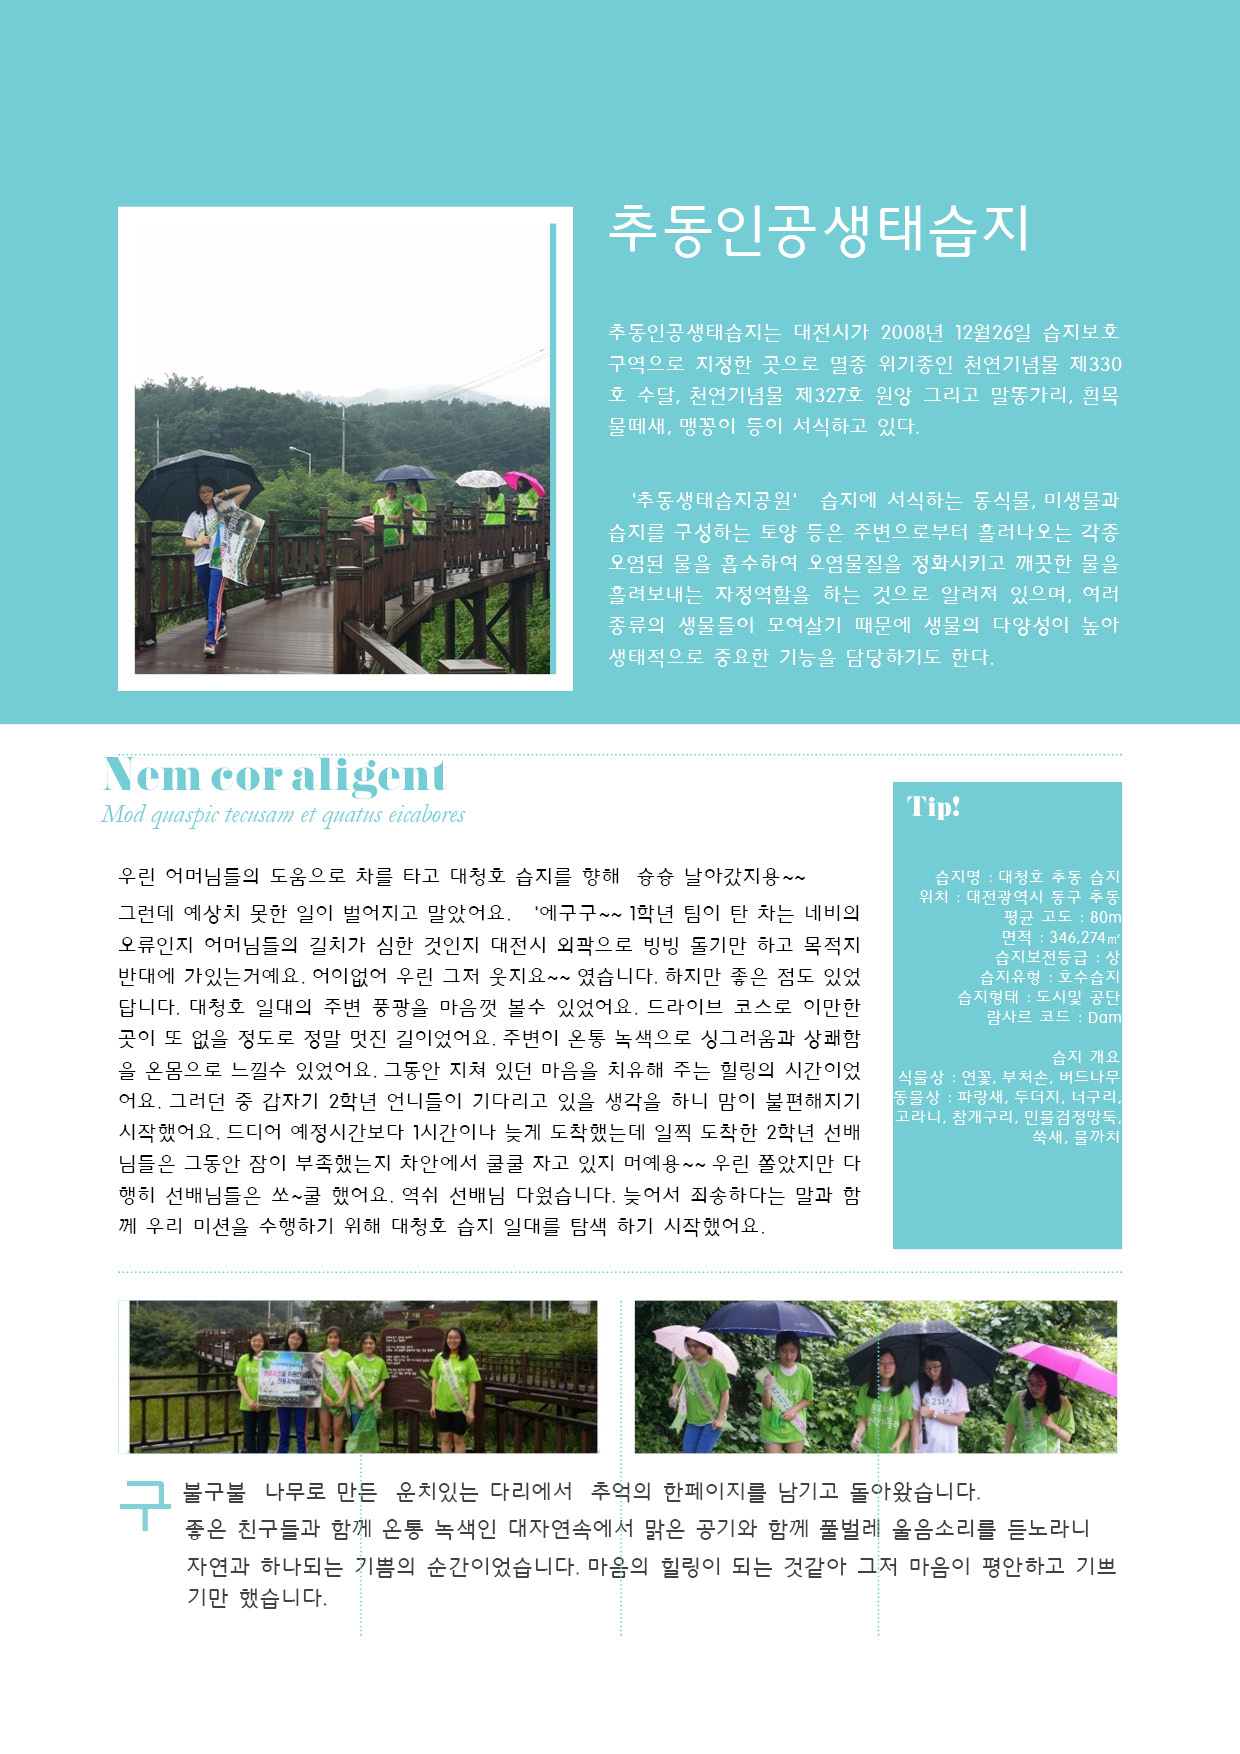 추동인공생태습지
추동인공생태습지는 대전시가 2008년 12월26일 습지보호
구역으로 지정한 곳으로 멸종 위기종인 천연기념물 제330
호 수달, 천연기념물 제327호 원앙 그리고 말똥가리, 흰목
물떼새, 맹꽁이 등이 서식하고 있다.
'추동생태습지공원' 습지에 서식하는 동식물, 미생물과
습지를 구성하는 토양 등은 주변으로부터 흘러나오는 각종
오염된 물을 흡수하여 오염물질을 정화시키고 깨끗한 물을
흘려보내는 자정역할을 하는 것으로 알려져 있으며, 여러
종류의 생물들이 모여살기 때문에 생물의 다양성이 높아
생태적으로 중요한 기능을 담당하기도 한다.
Nem cor aligent
Mod quaspic tecusam et quatus eicabores
우린 어머님들의 도움으로 차를 타고 대청호 습지를 향해 슝슝 날아갔지용~~
그런데 예상치 못한 일이 벌어지고 말았어요. '에구구~~ 1학년 팀이 탄 차는 네비의
오류인지 어머님들의 길치가 심한 것인지 대전시 외곽으로 빙빙 돌기만 하고 목적지
반대에 가있는거예요. 어이없어 우린 그저 웃지요~~ 였습니다. 하지만 좋은 점도 있었
답니다. 대청호 일대의 주변 풍광을 마음껏 볼수 있었어요. 드라이브 코스로 이만한
곳이 또 없을 정도로 정말 멋진 길이었어요. 주변이 온통 녹색으로 싱그러움과 상쾌함
을 온몸으로 느낄수 있었어요. 그동안 지쳐 있던 마음을 치유해 주는 힐링의 시간이었
어요. 그러던 중 갑자기 2학년 언니들이 기다리고 있을 생각을 하니 맘이 불편해지기
시작했어요. 드디어 예정시간보다 1시간이나 늦게 도착했는데 일찍 도착한 2학년 선배
님들은 그동안 잠이 부족했는지 차안에서 쿨쿨 자고 있지 머예용~~ 우린 쫄았지만 다
행히 선배님들은 쏘~쿨 했어요. 역쉬 선배님 다웠습니다. 늦어서 죄송하다는 말과 함
께 우리 미션을 수행하기 위해 대청호 습지 일대를 탐색 하기 시작했어요.
Tip!
습지명 : 대청호 추동 습지
위치 : 대전광역시 동구 추동
평균 고도 : 80m
면적 : 346,274㎡
습지보전등급 : 상
습지유형 : 호수습지
습지형태 : 도시및 공단
람사르 코드 : Dam
습지 개요
식물상 : 연꽃, 부처손, 버드나무
동물상 : 파랑새, 두더지, 너구리,
고라니, 참개구리, 민물검정망둑,
쑥새, 물까치
구 불구불 나무로 만든 운치있는 다리에서 추억의 한페이지를 남기고 돌아왔습니다.
좋은 친구들과 함께 온통 녹색인 대자연속에서 맑은 공기와 함께 풀벌레 울음소리를 듣노라니
자연과 하나되는 기쁨의 순간이었습니다. 마음의 힐링이 되는 것같아 그저 마음이 평안하고 기쁘
기만 했습니다.